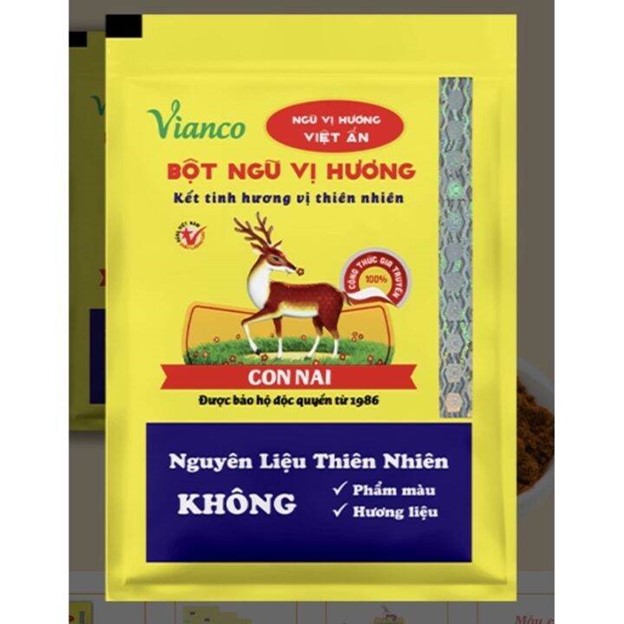 Vianco
NGŨ VỊ HƯƠNG
VIỆT ẤN
BỘT NGŨ VỊ HƯƠNG
Kết tinh hương vị thiên nhiên
CÔNG THỨC GIA TRUYỀN
100%
CON NAI
Được bảo hộ độc quyền từ 1986
Nguyên Liệu Thiên Nhiên
KHÔNG
✓ Phẩm màu
✓ Hương liệu